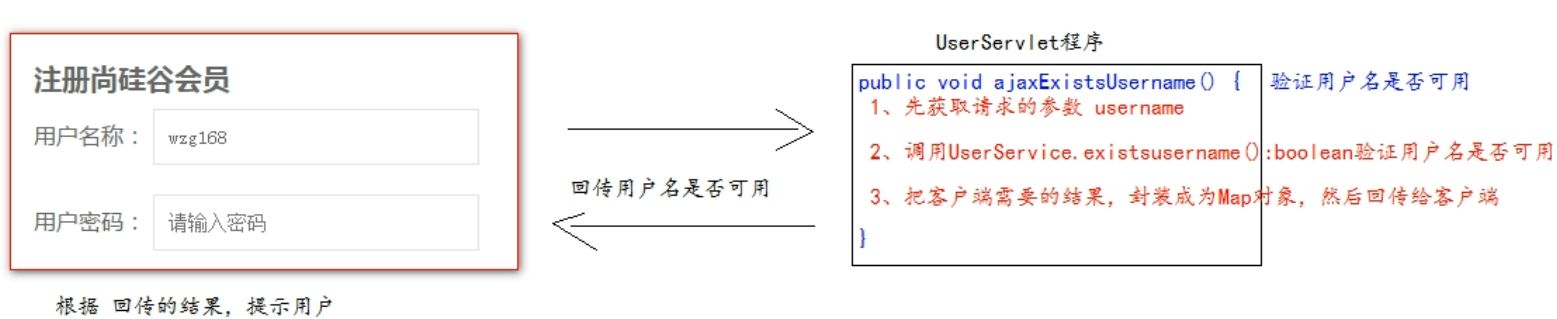 注册尚硅谷会员
用户名称：
wzg168
用户密码：
请输入密码
根据 回传的结果，提示用户
回传用户名是否可用
UserServlet程序
public void ajaxExistsUsername() { 验证用户名是否可用
1、先获取请求的参数 username
2、调用UserService.existsusername():boolean验证用户名是否可用
3、把客户端需要的结果，封装成为Map对象，然后回传给客户端
}